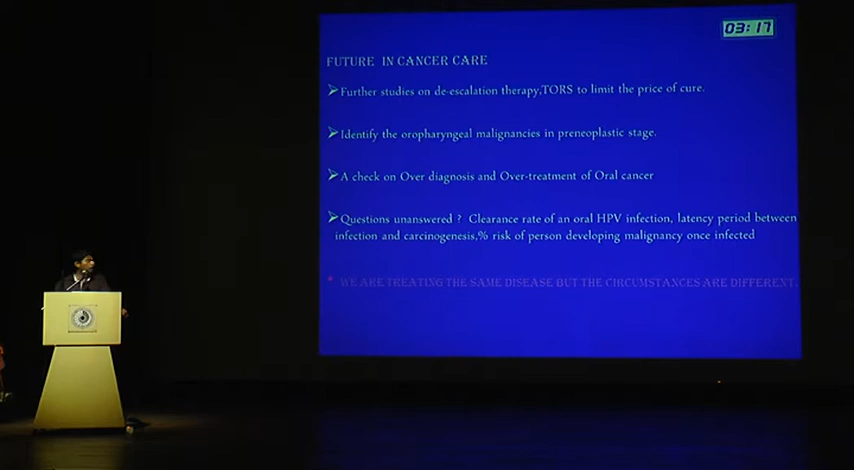 03:17
FUTURE IN CANCER CARE
➢Further studies on de-escalation therapy,TORS to limit the price of cure.
➢Identify the oropharyngeal malignancies in preneoplastic stage.
➢A check on Over diagnosis and Over-treatment of Oral cancer
➢Questions unanswered ? Clearance rate of an oral HPV infection, latency period between
infection and carcinogenesis,% risk of person developing malignancy once infected
* WE ARE TREATING THE SAME DISEASE BUT THE CIRCUMSTANCES ARE DIFFERENT.